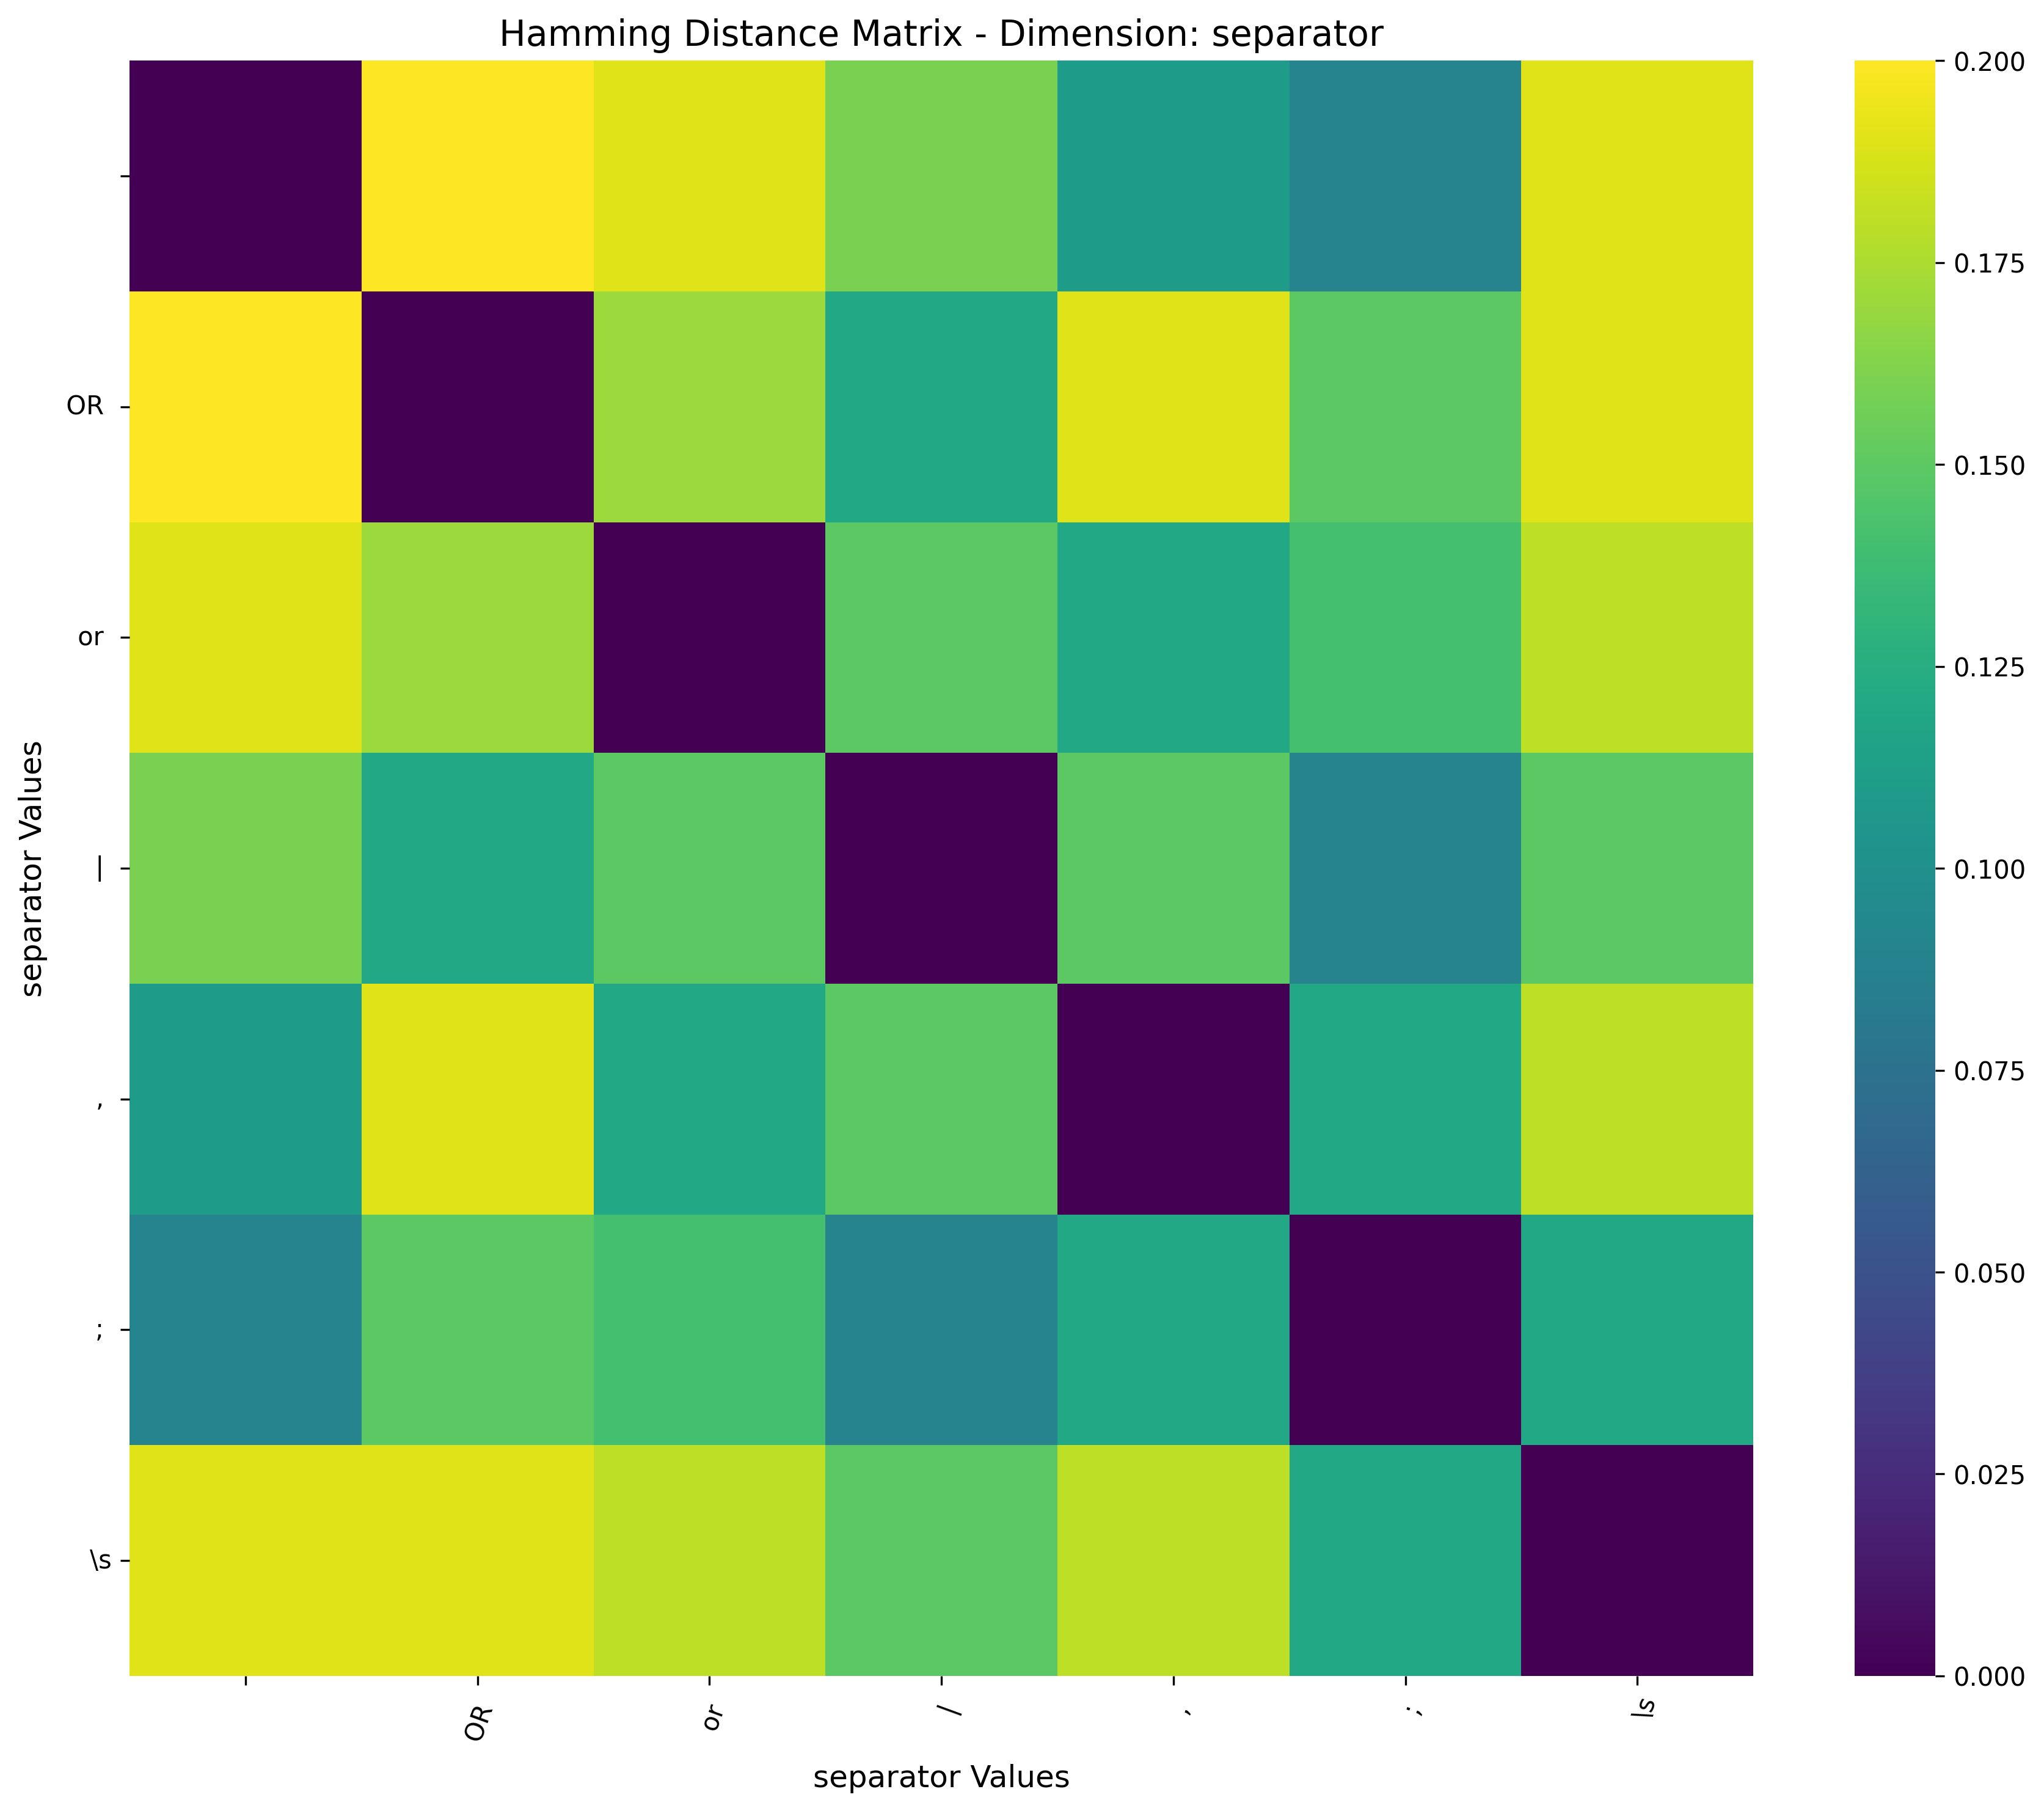 Hamming Distance Matrix - Dimension: separator
separator Values
OR
or
|
,
;
\s
OR
or
|
,
;
\s
separator Values
0.200
0.175
0.150
0.125
0.100
0.075
0.050
0.025
0.000